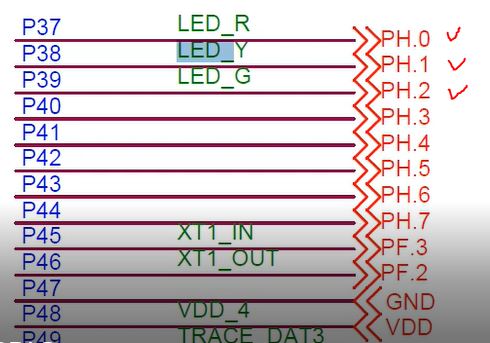 P37 LED_R PH.0
P38 LED_Y PH.1
P39 LED_G PH.2
P40 PH.3
P41 PH.4
P42 PH.5
P43 PH.6
P44 PH.7
P45 XT1_IN PF.3
P46 XT1_OUT PF.2
P47 GND
P48 VDD_4 VDD
P49 TRACE_DAT3